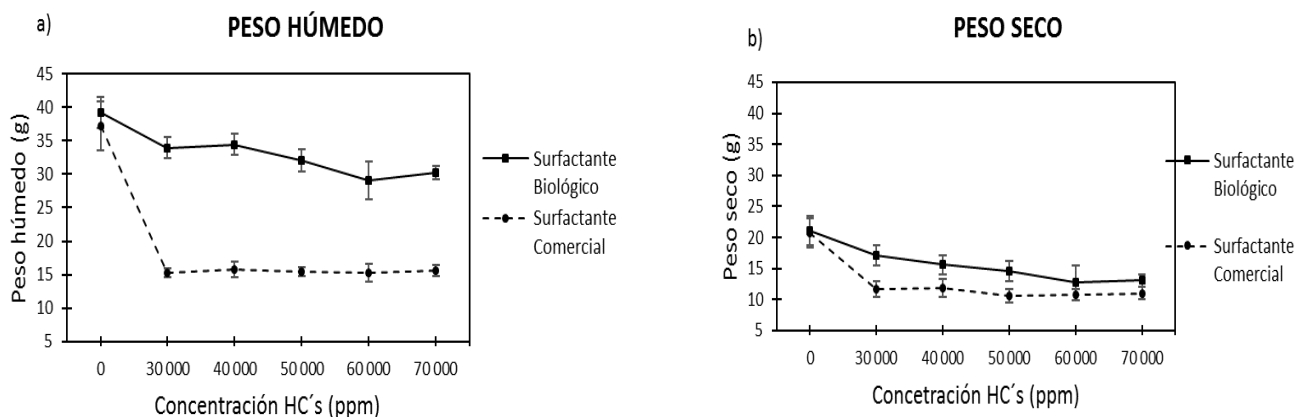 a)
PESO HÚMEDO
Peso húmedo (g)
45
40
35
30
25
20
15
10
5
0
30 000
40 000
50 000
60 000
70 000
Concentración HC´s (ppm)
Surfactante
Biológico
Surfactante
Comercial
b)
PESO SECO
Peso seco (g)
45
40
35
30
25
20
15
10
5
0
30 000
40 000
50 000
60 000
70 000
Concetración HC´s (ppm)
Surfactante
Biológico
Surfactante
Comercial